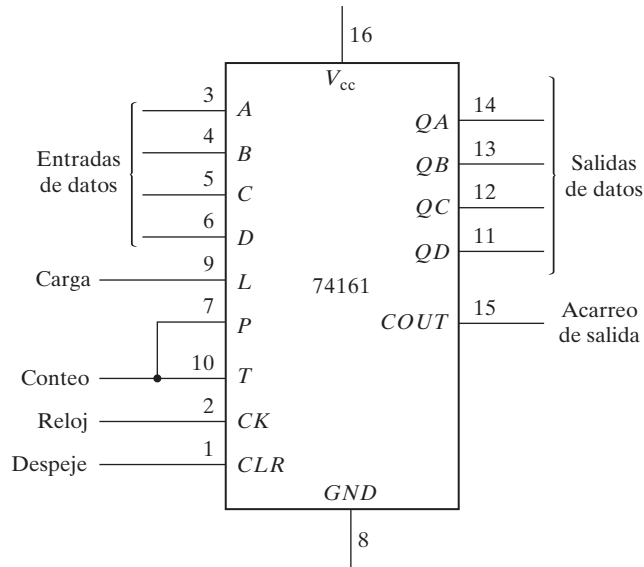 16
V_cc
3
A
14
QA
4
B
13
QB
Entradas
de datos
Salidas
de datos
5
C
12
QC
6
D
11
QD
Carga
9
L
74161
7
P
COUT
15
Acarreo
de salida
Conteo
10
T
Reloj
2
CK
Despeje
1
CLR
GND
8